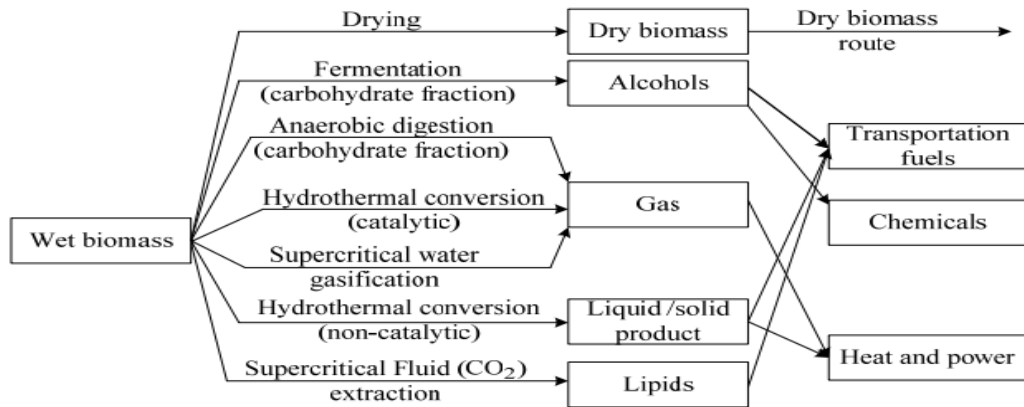 Drying
Dry biomass
Dry biomass
route
Fermentation
(carbohydrate fraction)
Alcohols
Anaerobic digestion
(carbohydrate fraction)
Transportation
fuels
Hydrothermal conversion
(catalytic)
Gas
Chemicals
Wet biomass
Supercritical water
gasification
Hydrothermal conversion
(non-catalytic)
Liquid/solid
product
Heat and power
Supercritical Fluid (CO₂)
extraction
Lipids